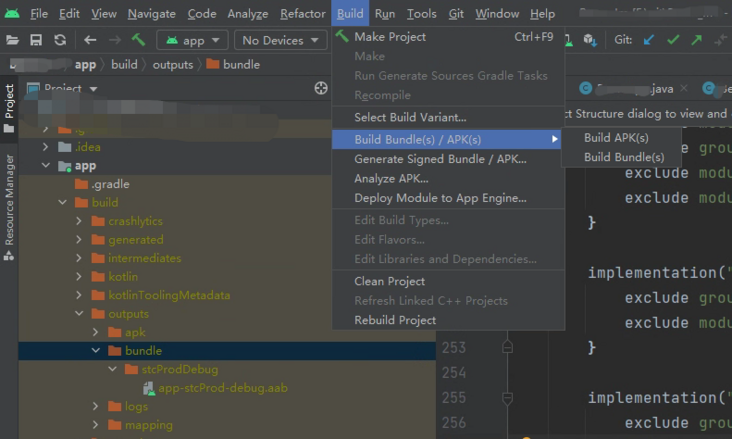 File Edit View Navigate Code Analyze Refactor Build Run Tools Git Window Help
app No Devices Git:
app build outputs bundle
Project
Project
Resource Manager
.idea
app
.gradle
build
crashlytics
generated
intermediates
kotlin
kotlinToolingMetadata
outputs
apk
bundle
stcProdDebug
app-stcProd-debug.aab
logs
mapping
Make Project Ctrl+F9
Make
Run Generate Sources Gradle Tasks
Recompile
Select Build Variant...
Build Bundle(s) / APK(s)
Generate Signed Bundle / APK...
Analyze APK...
Deploy Module to App Engine...
Edit Build Types...
Edit Flavors...
Edit Libraries and Dependencies...
Clean Project
Refresh Linked C++ Projects
Rebuild Project
Build APK(s)
Build Bundle(s)
.java
ct Structure dialog to view and
exclude mod
exclude grou
exclude modu
exclude modu
}
implementation("
exclude grou
exclude modu
253 }
254
255 implementation("
256 exclude grou